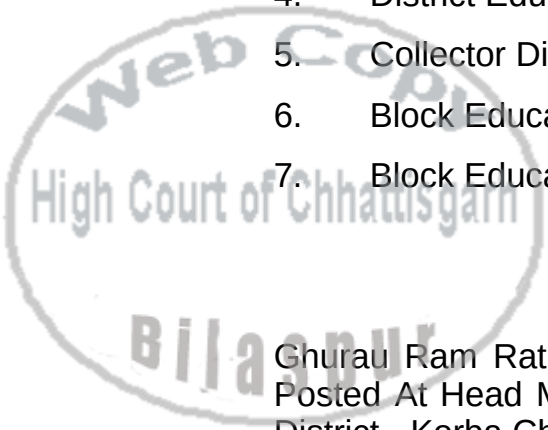 4. District Edu
Web Copy
5. Collector Di
6. Block Educa
7. Block Educa
High Court of Chhattisgarh
Bilaspur
Ghurau Ram Rat
Posted At Head M
District - Korba Ch